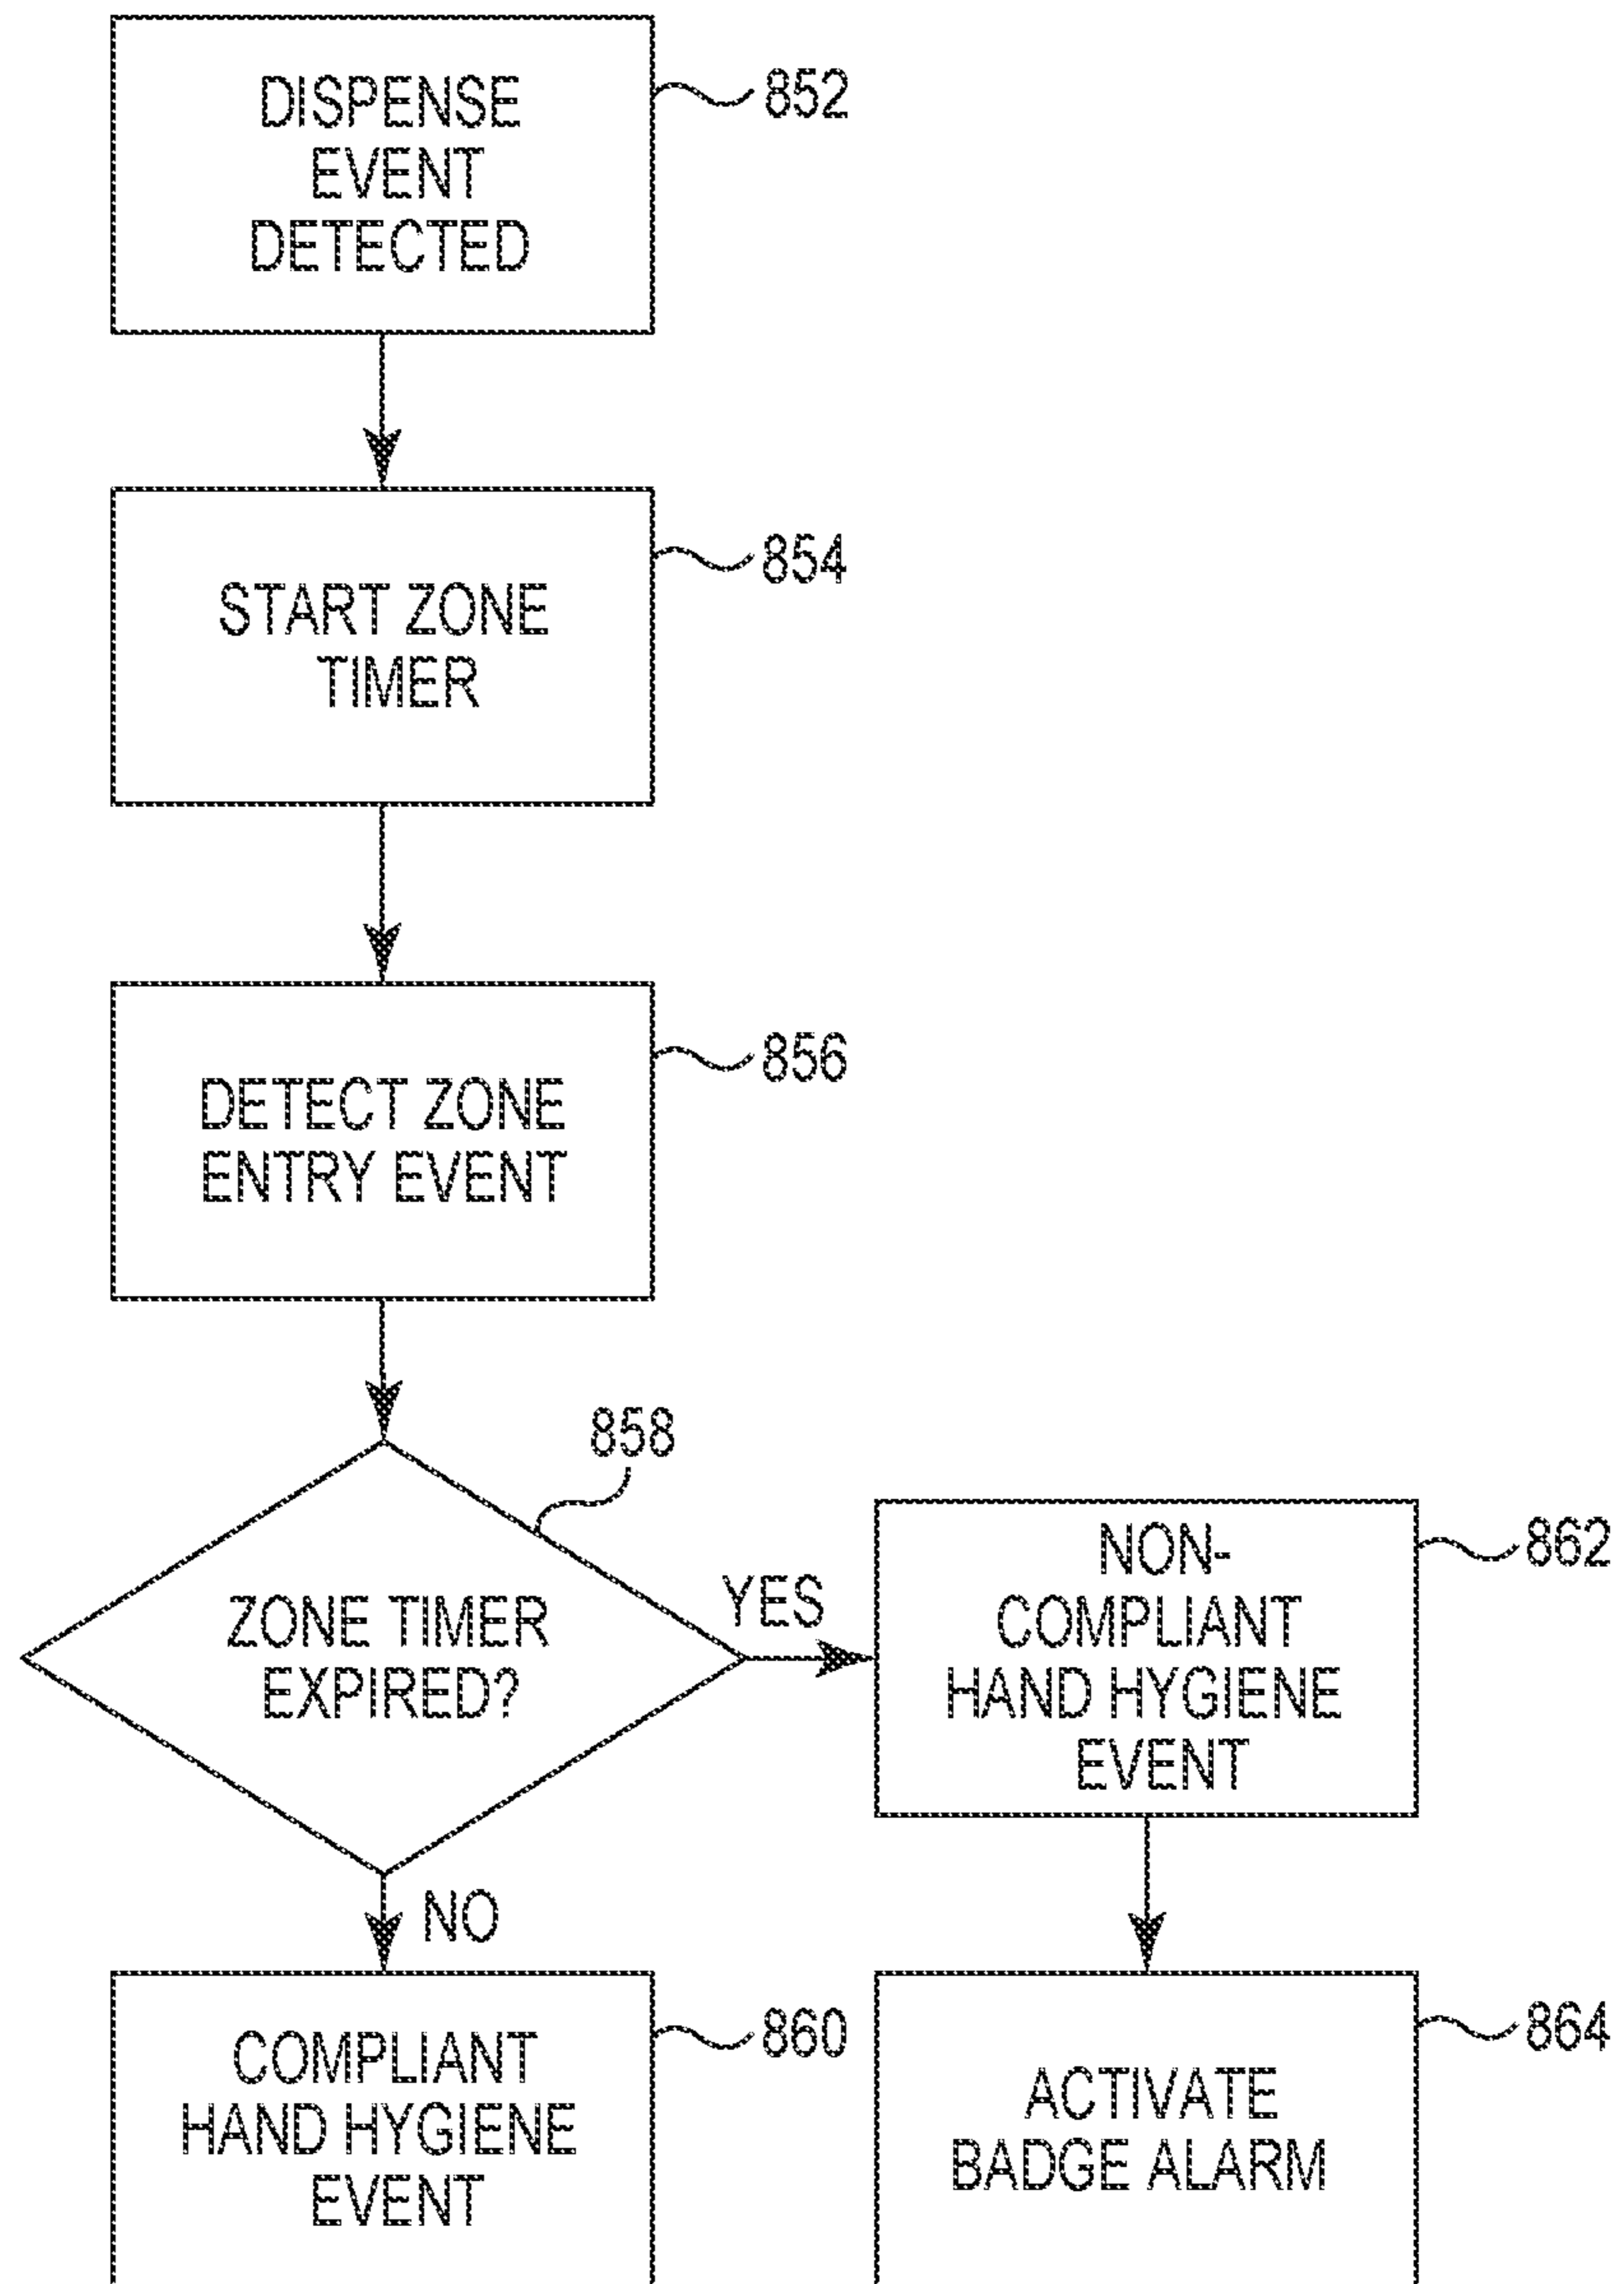 DISPENSE
EVENT
DETECTED
852
START ZONE
TIMER
854
DETECT ZONE
ENTRY EVENT
856
858
ZONE TIMER
EXPIRED?
YES
NON-
COMPLIANT
HAND HYGIENE
EVENT
862
NO
COMPLIANT
HAND HYGIENE
EVENT
860
ACTIVATE
BADGE ALARM
864